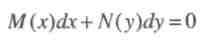 M(x)dx + N(y)dy = 0